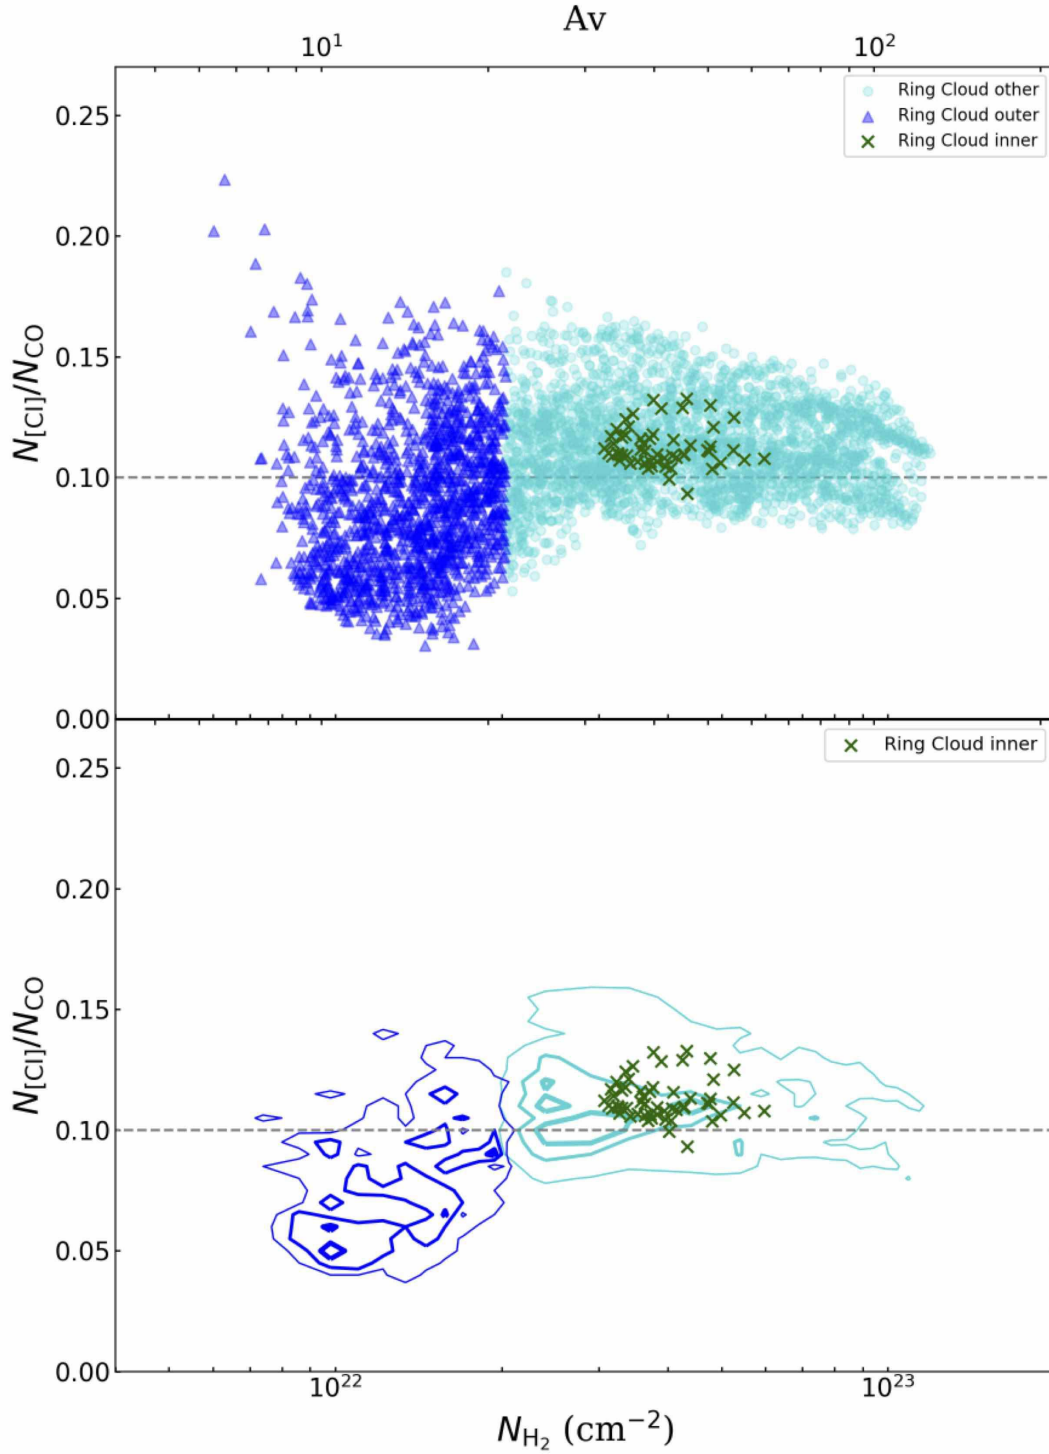 Av
10¹ 10²
Ring Cloud other
Ring Cloud outer
Ring Cloud inner
0.25
0.20
0.15
0.10
0.05
0.00
N[CI]/NCO
Ring Cloud inner
0.25
0.20
0.15
0.10
0.05
0.00
N[CI]/NCO
10²² 10²³
NH₂ (cm⁻²)